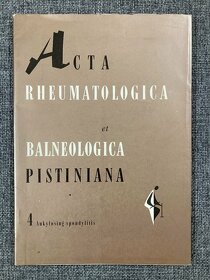 ACTA
RHEUMATOLOGICA
et
BALNEOLOGICA
PISTINIANA
4 Ankylosing spondylitis